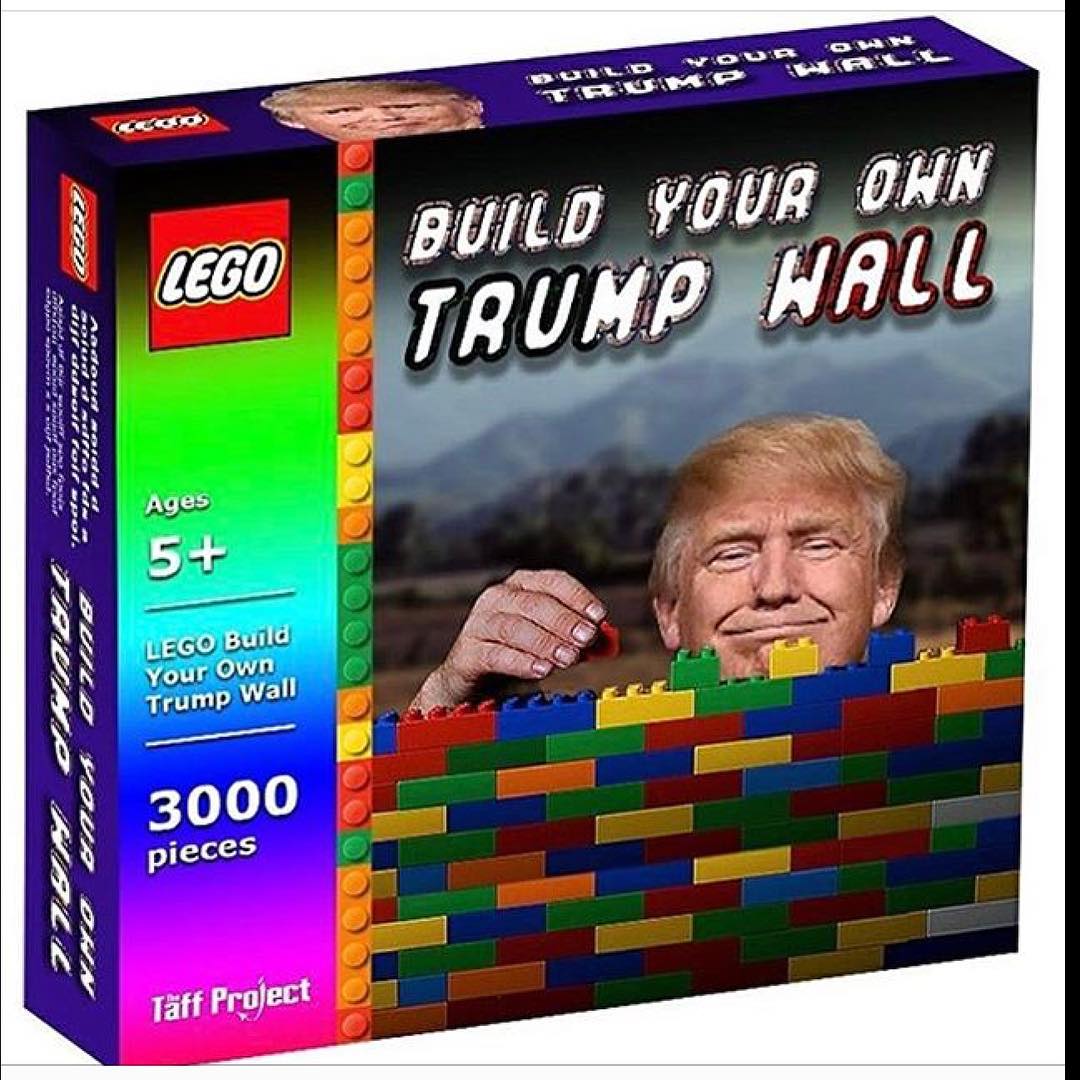 BUILD YOUR OWN
TRUMP WALL
LEGO
LEGO
BUILD YOUR OWN
TRUMP WALL
LEGO
Ages
5+
LEGO Build
Your Own
Trump Wall
3000
pieces
The
Taff Project
BUILD YOUR OWN
TRUMP WALL